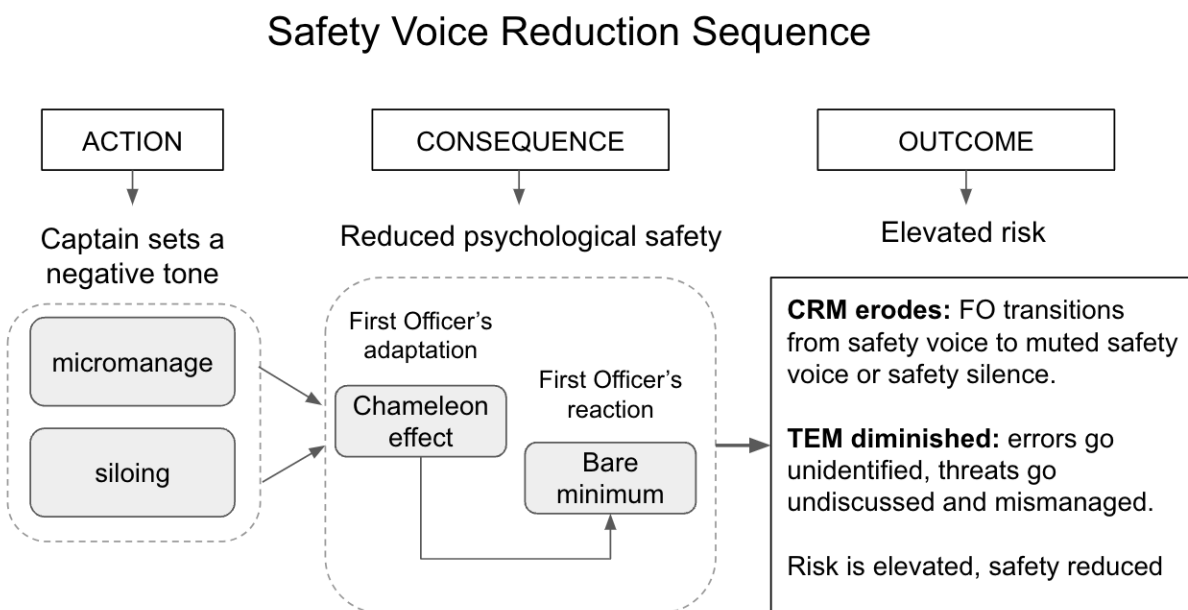 Safety Voice Reduction Sequence
ACTION
Captain sets a
negative tone
micromanage
siloing
CONSEQUENCE
Reduced psychological safety
First Officer's
adaptation
Chameleon
effect
First Officer's
reaction
Bare
minimum
OUTCOME
Elevated risk
CRM erodes: FO transitions
from safety voice to muted safety
voice or safety silence.
TEM diminished: errors go
unidentified, threats go
undiscussed and mismanaged.
Risk is elevated, safety reduced